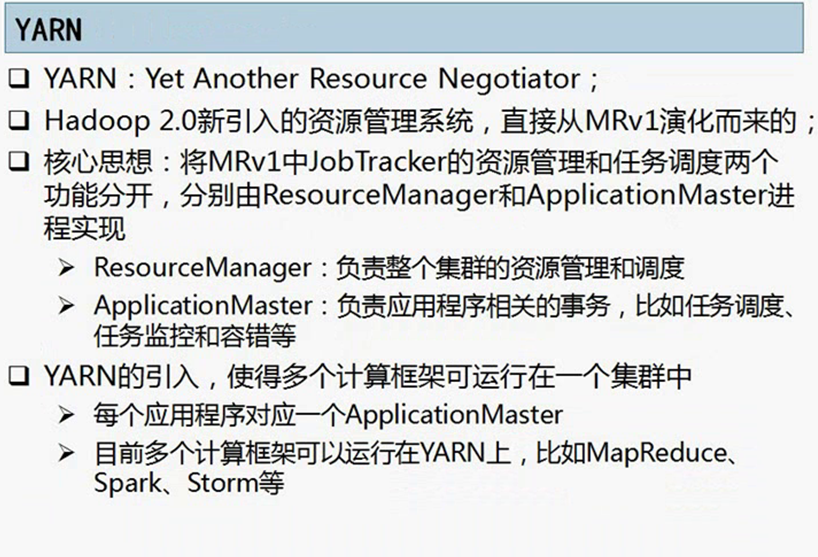 YARN
❑ YARN：Yet Another Resource Negotiator；
❑ Hadoop 2.0新引入的资源管理系统，直接从MRv1演化而来的；
❑ 核心思想：将MRv1中JobTracker的资源管理和任务调度两个
功能分开，分别由ResourceManager和ApplicationMaster进
程实现
➢ ResourceManager：负责整个集群的资源管理和调度
➢ ApplicationMaster：负责应用程序相关的事务，比如任务调度、
任务监控和容错等
❑ YARN的引入，使得多个计算框架可运行在一个集群中
➢ 每个应用程序对应一个ApplicationMaster
➢ 目前多个计算框架可以运行在YARN上，比如MapReduce、
Spark、Storm等